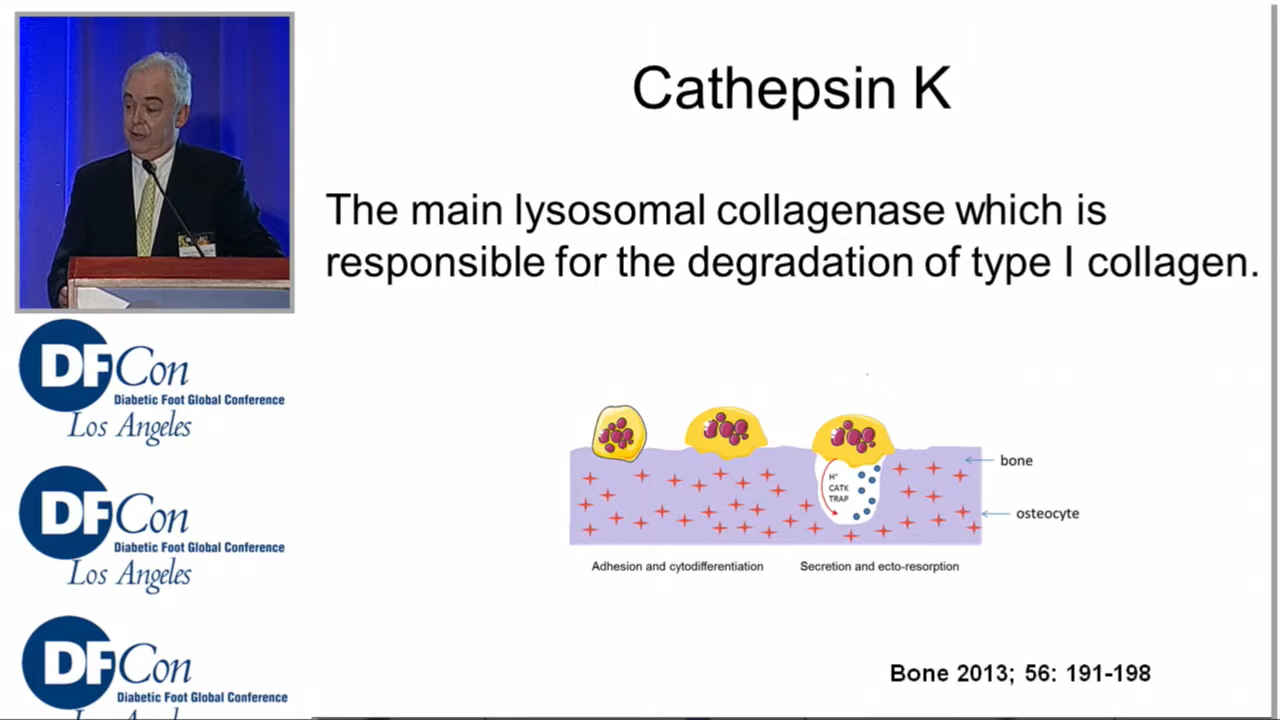 Cathepsin K
The main lysosomal collagenase which is
responsible for the degradation of type I collagen.
DFCon
Diabetic Foot Global Conference
Los Angeles
DFCon
Diabetic Foot Global Conference
Los Angeles
DFCon
Diabetic Foot Global Conference
H⁺
CATK
TRAP
bone
osteocyte
Adhesion and cytodifferentiation
Secretion and ecto-resorption
Bone 2013; 56: 191-198